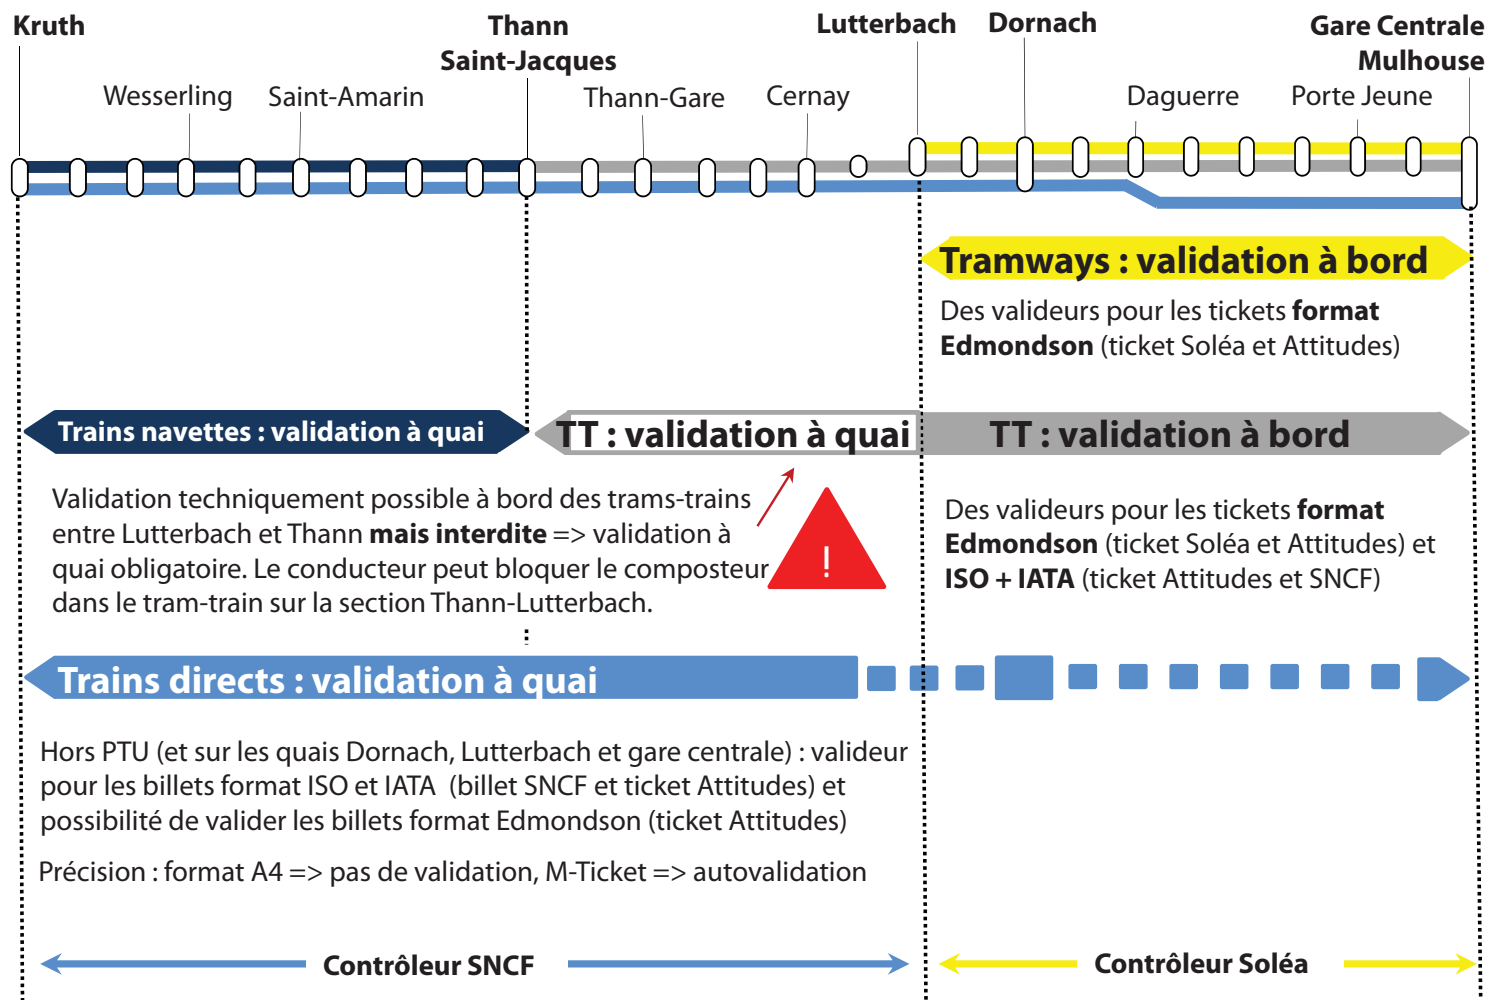 Kruth
Thann
Saint-Jacques
Lutterbach
Dornach
Gare Centrale
Mulhouse
Wesserling
Saint-Amarin
Thann-Gare
Cernay
Daguerre
Porte Jeune
Tramways : validation à bord
Des valideurs pour les tickets format
Edmondson (ticket Soléa et Attitudes)
Trains navettes : validation à quai
TT : validation à quai
TT : validation à bord
Validation techniquement possible à bord des trams-trains
entre Lutterbach et Thann mais interdite => validation à
quai obligatoire. Le conducteur peut bloquer le composteur
dans le tram-train sur la section Thann-Lutterbach.
!
Des valideurs pour les tickets format
Edmondson (ticket Soléa et Attitudes) et
ISO + IATA (ticket Attitudes et SNCF)
Trains directs : validation à quai
Hors PTU (et sur les quais Dornach, Lutterbach et gare centrale) : valideur
pour les billets format ISO et IATA (billet SNCF et ticket Attitudes) et
possibilité de valider les billets format Edmondson (ticket Attitudes)
Précision : format A4 => pas de validation, M-Ticket => autovalidation
Contrôleur SNCF
Contrôleur Soléa